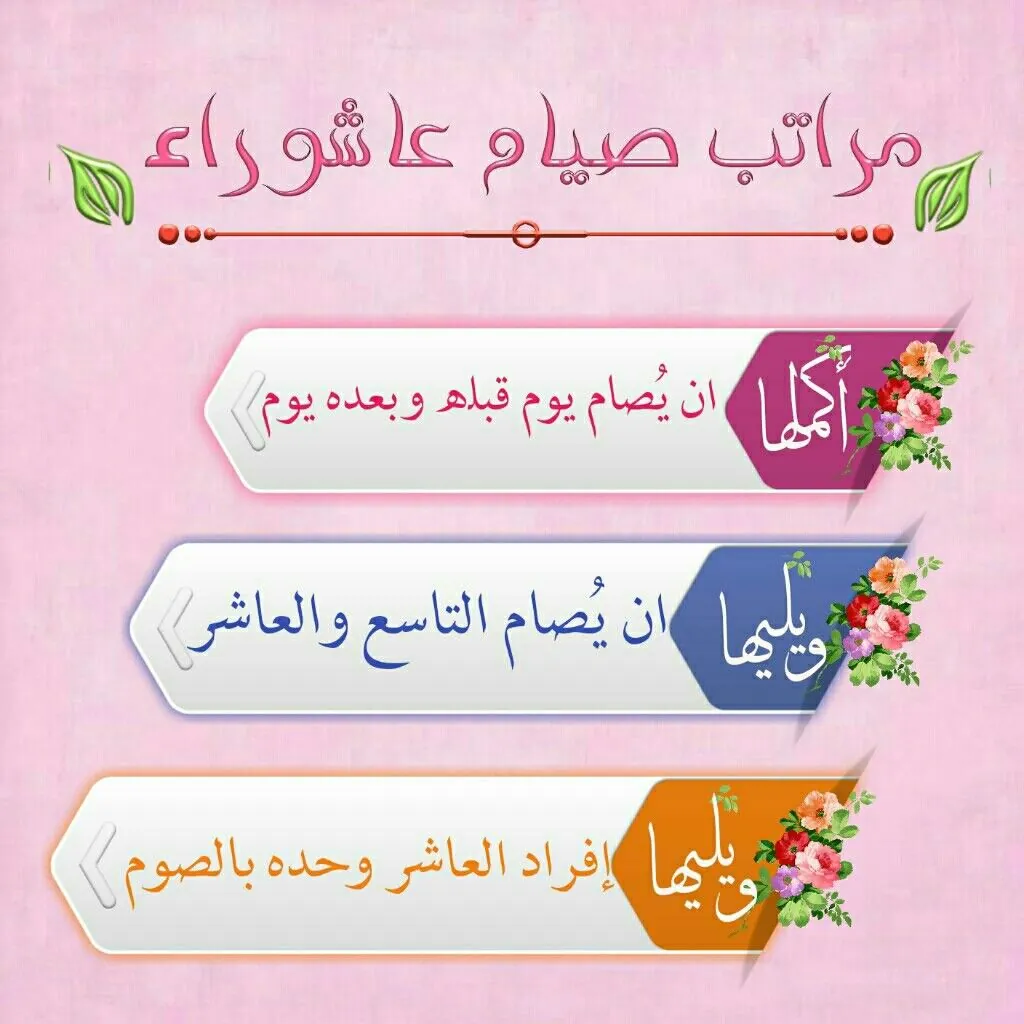 مراتب صيام عاشوراء
أكملها
ان يُصام يوم قبله وبعده يوم
ويليها
ان يُصام التاسع والعاشر
ويليها
إفراد العاشر وحده بالصوم